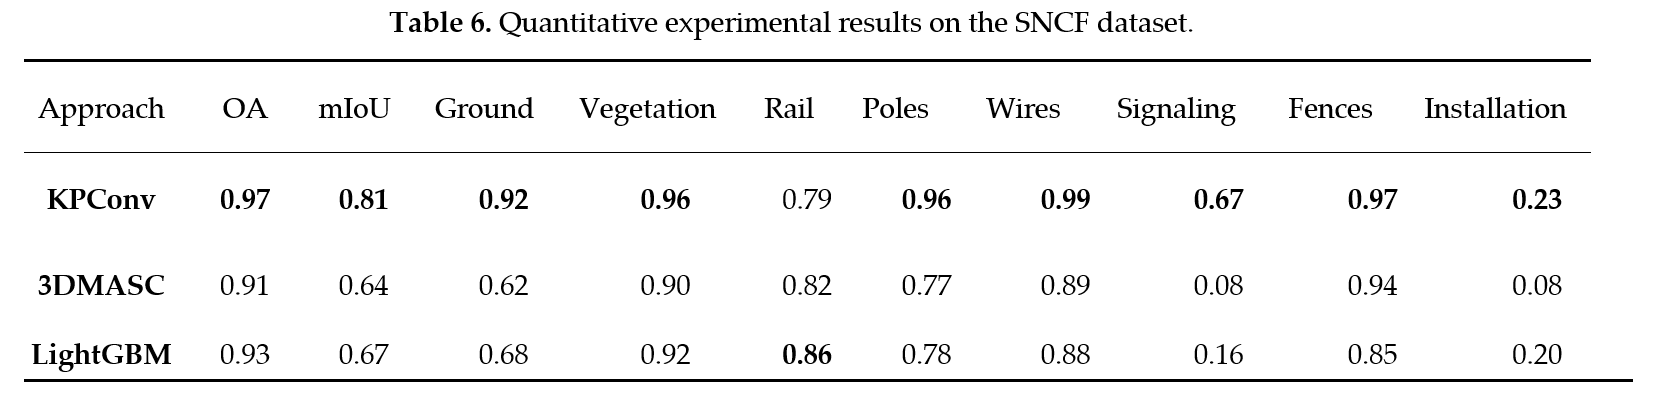 Table 6. Quantitative experimental results on the SNCF dataset.
Approach OA mIoU Ground Vegetation Rail Poles Wires Signaling Fences Installation
KPConv 0.97 0.81 0.92 0.96 0.79 0.96 0.99 0.67 0.97 0.23
3DMASC 0.91 0.64 0.62 0.90 0.82 0.77 0.89 0.08 0.94 0.08
LightGBM 0.93 0.67 0.68 0.92 0.86 0.78 0.88 0.16 0.85 0.20